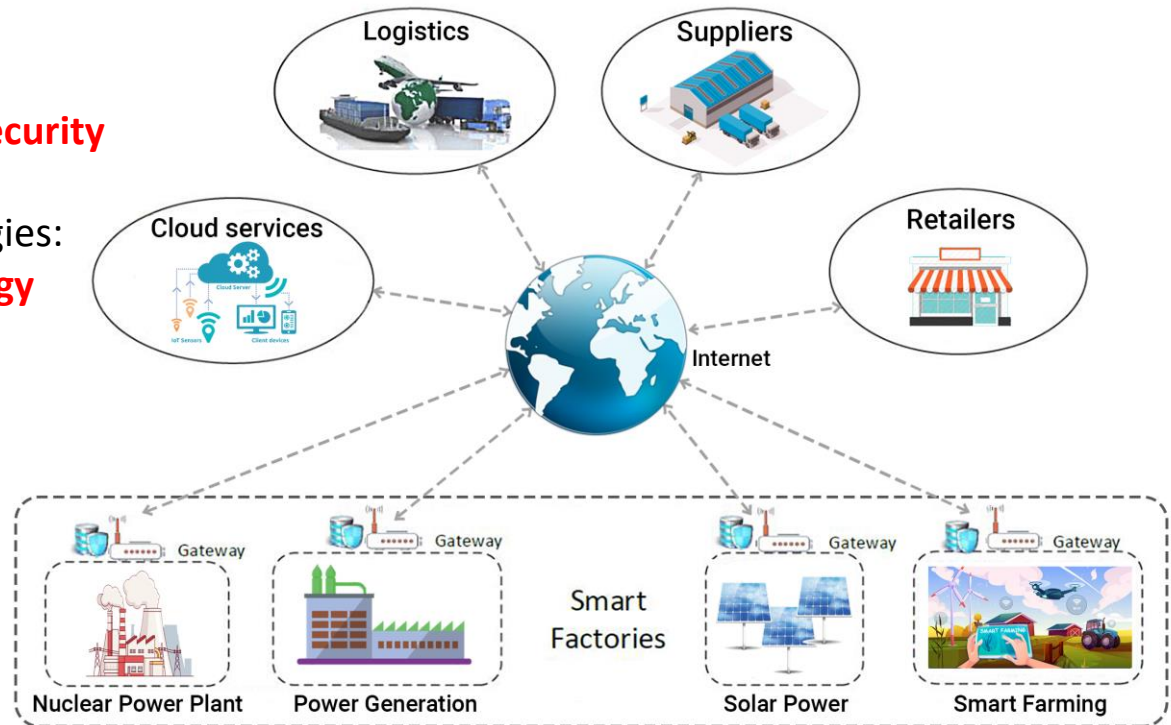 Logistics
Suppliers
ecurity
gies:
gy
Cloud services
Cloud Server
IoT Sensors
Client devices
Retailers
Internet
Gateway
Gateway
Gateway
Gateway
Smart
Factories
SMART FARMING
Nuclear Power Plant
Power Generation
Solar Power
Smart Farming